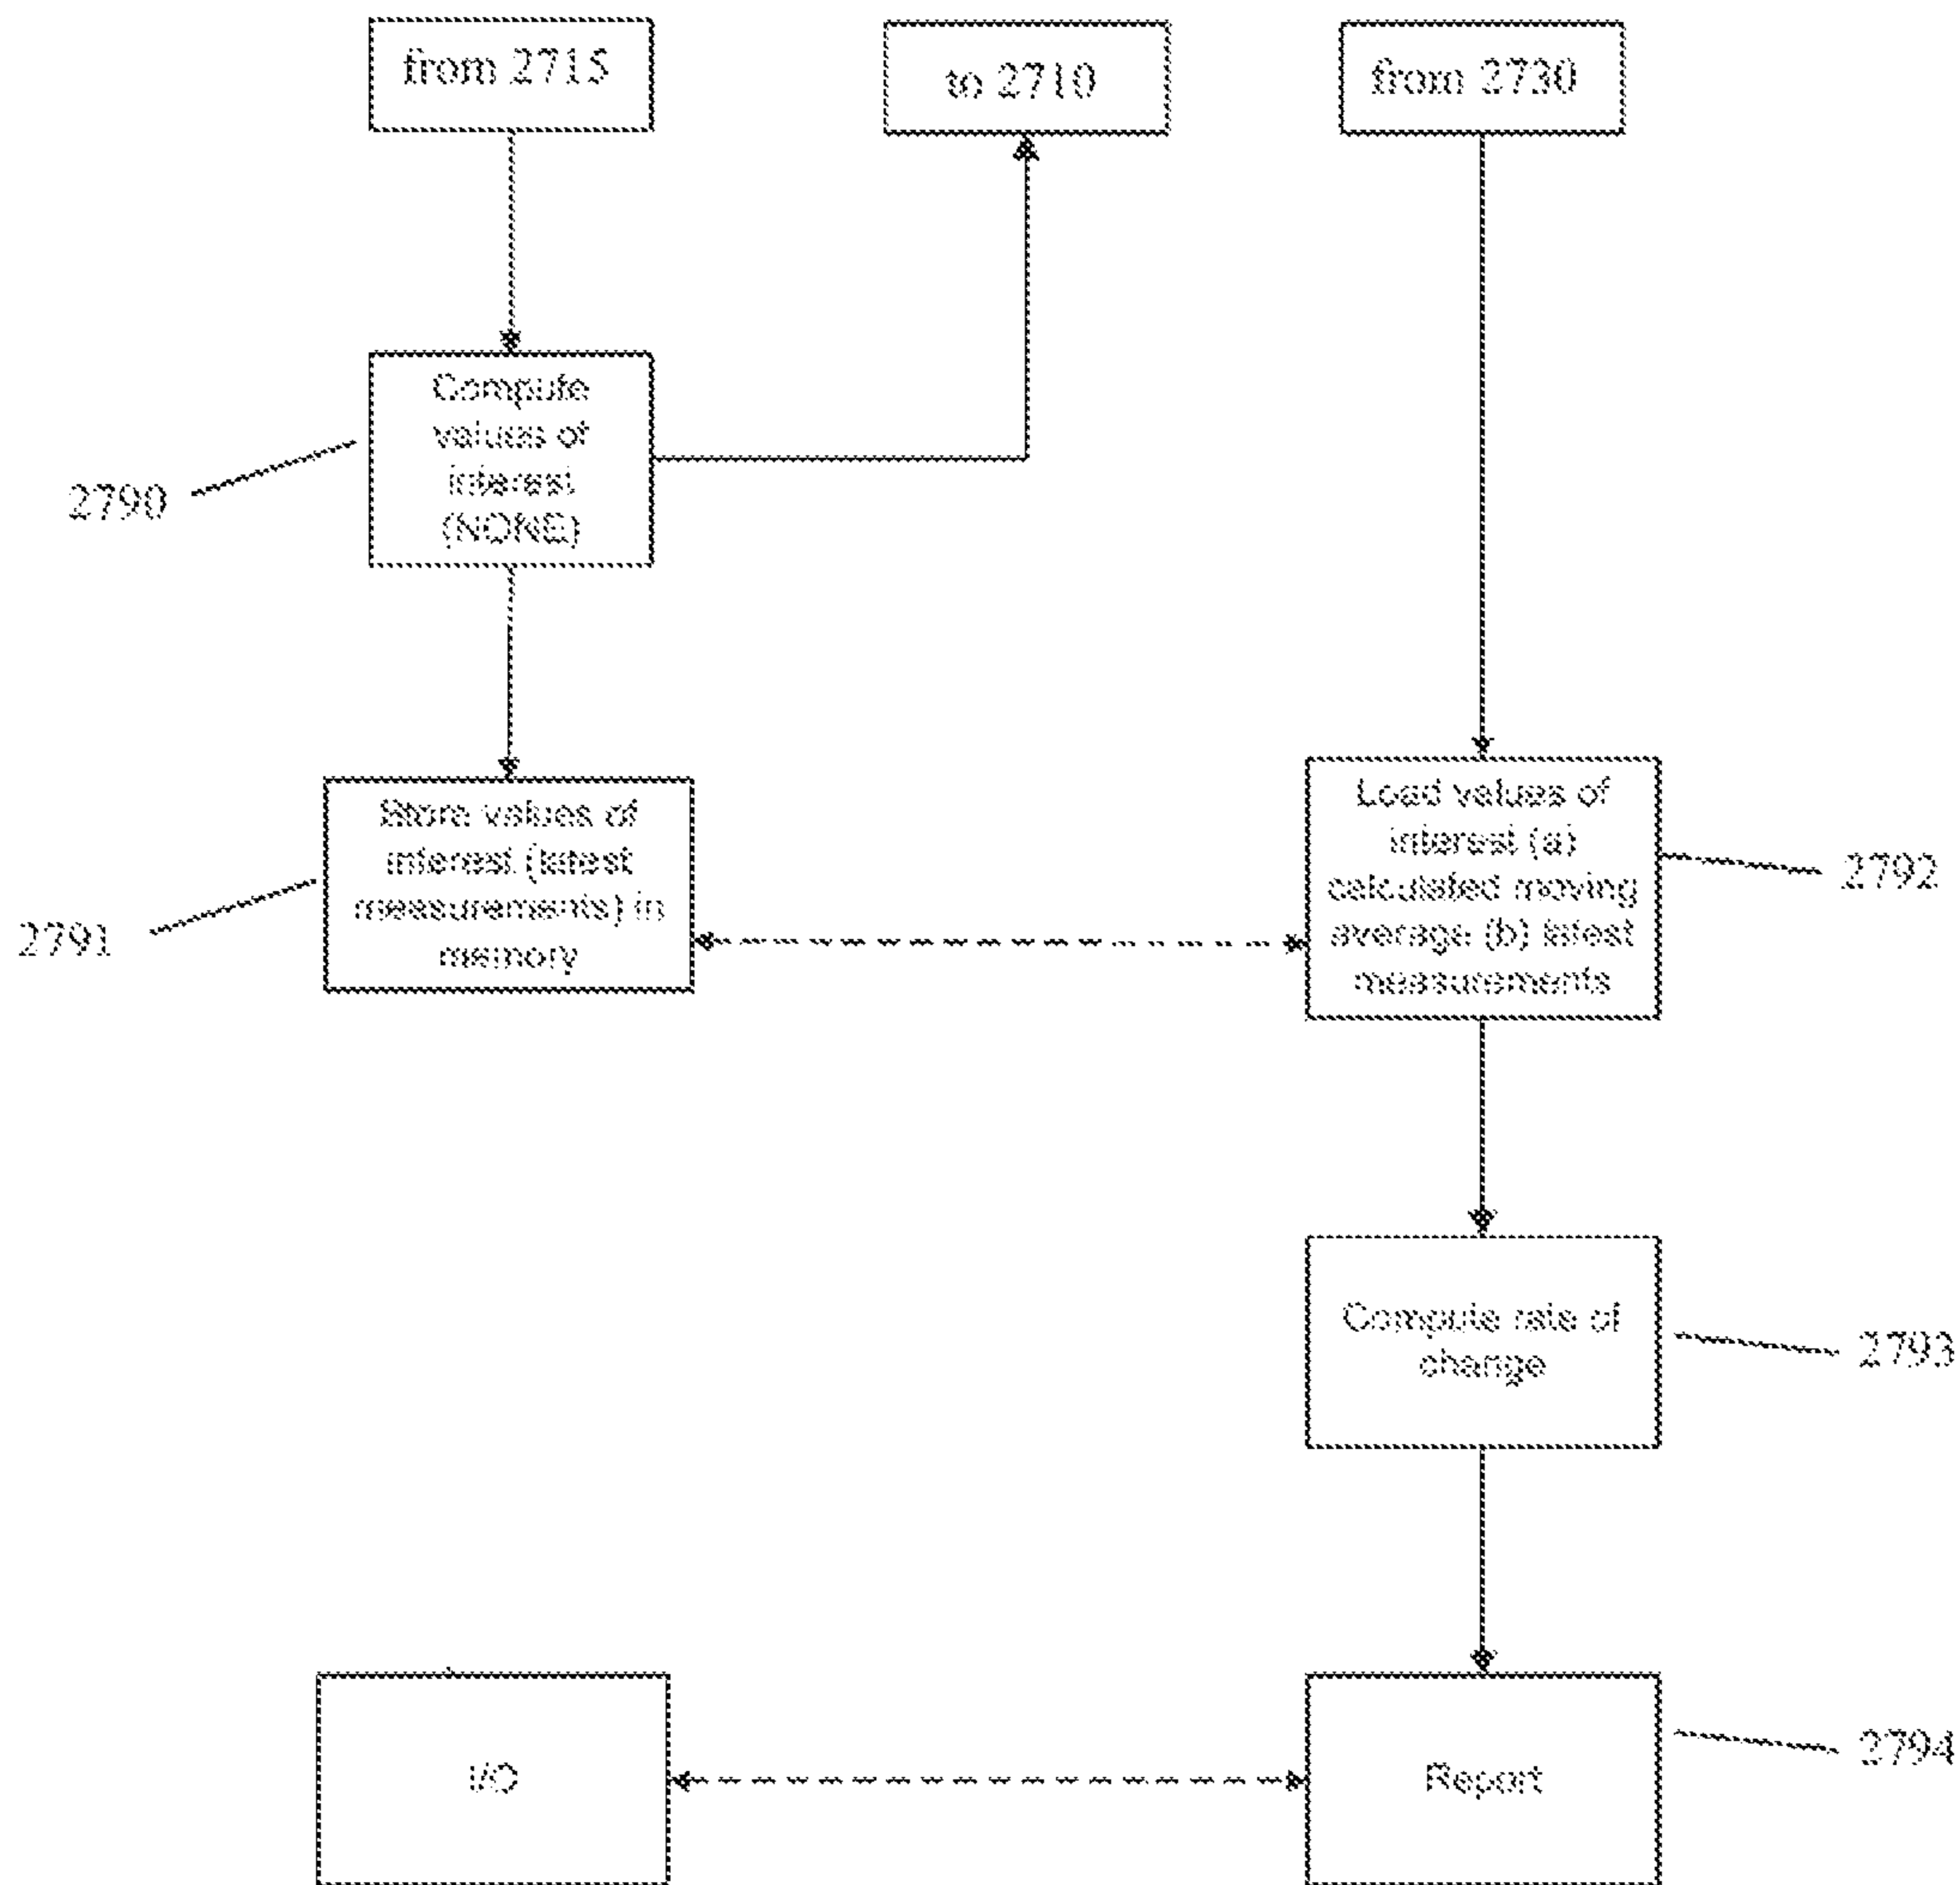 from 2715
to 2710
from 2730
Compute
values of
interest
(NONE)
2790
Store values of
interest (latest
measurements) in
memory
2791
Load values of
interest (a)
calculated moving
average (b) latest
measurements
2792
Compute rate of
change
2793
I/O
Report
2794